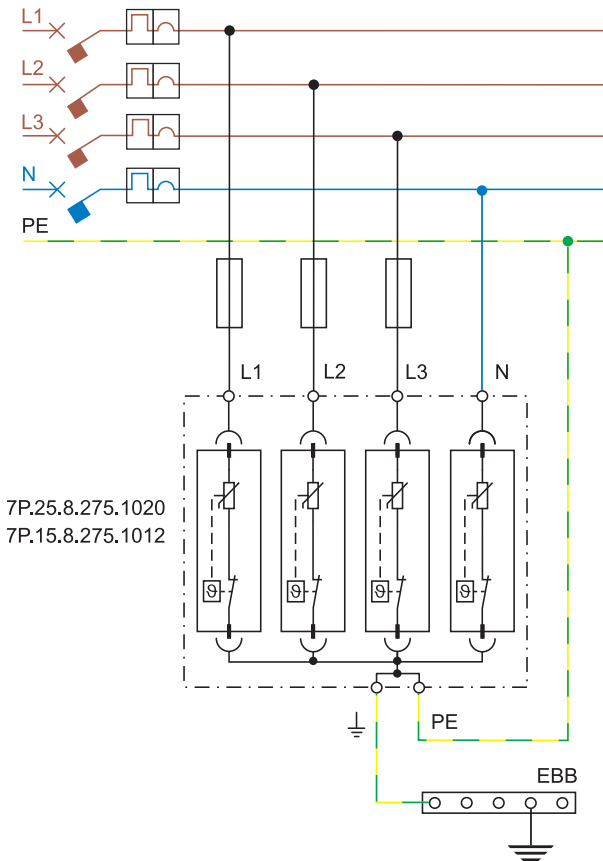 L1
L2
L3
N
PE
L1 L2 L3 N
7P.25.8.275.1020
7P.15.8.275.1012
ϑ ϑ ϑ ϑ
PE
EBB